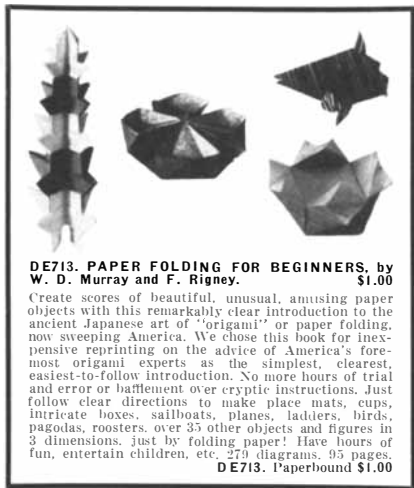 DE713. PAPER FOLDING FOR BEGINNERS, by
W. D. Murray and F. Rigney. $1.00
Create scores of beautiful, unusual, amusing paper
objects with this remarkably clear introduction to the
ancient Japanese art of "origami" or paper folding,
now sweeping America. We chose this book for inex-
pensive reprinting on the advice of America's fore-
most origami experts as the simplest, clearest,
easiest-to-follow introduction. No more hours of trial
and error or bafflement over cryptic instructions. Just
follow clear directions to make place mats, cups,
intricate boxes, sailboats, planes, ladders, birds,
pagodas, roosters, over 35 other objects and figures in
3 dimensions, just by folding paper! Have hours of
fun, entertain children, etc. 279 diagrams. 95 pages.
DE713. Paperbound $1.00